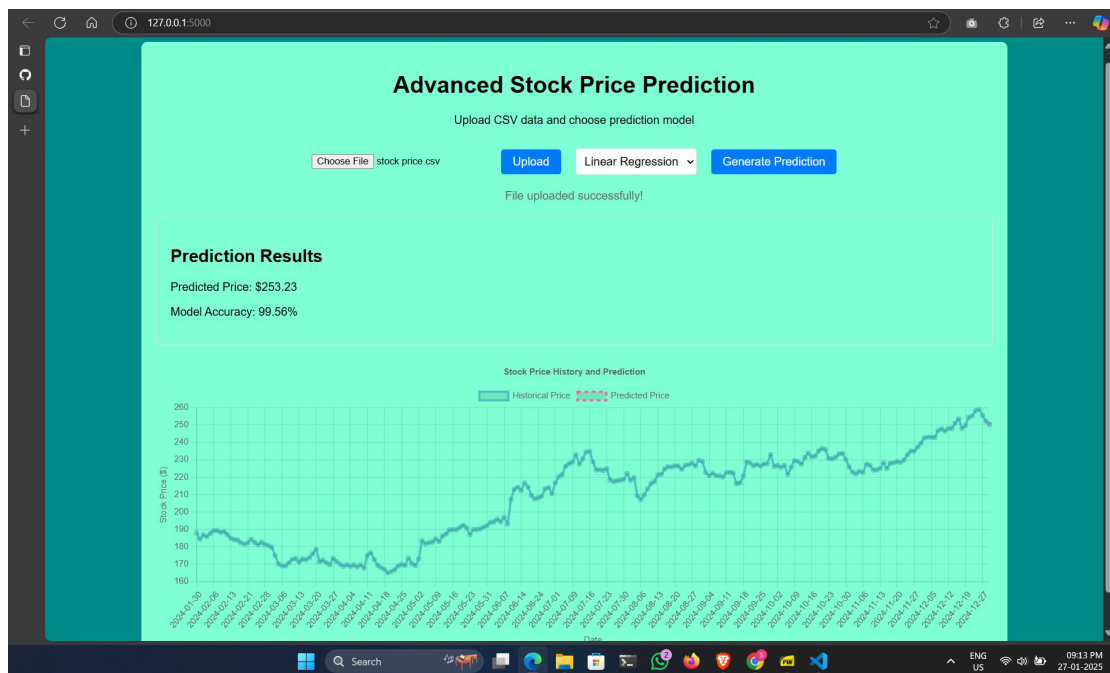 127.0.0.1:5000
Advanced Stock Price Prediction
Upload CSV data and choose prediction model
Choose File stock price.csv Upload Linear Regression Generate Prediction
File uploaded successfully!
Prediction Results
Predicted Price: $253.23
Model Accuracy: 99.56%
Stock Price History and Prediction
Historical Price Predicted Price
260
250
240
230
220
210
200
190
180
170
160
Stock Price ($)
2024-01-30 2024-02-06 2024-02-13 2024-02-21 2024-02-28 2024-03-06 2024-03-13 2024-03-20 2024-03-27 2024-04-04 2024-04-11 2024-04-18 2024-04-25 2024-05-02 2024-05-09 2024-05-16 2024-05-23 2024-05-31 2024-06-07 2024-06-14 2024-06-24 2024-07-01 2024-07-09 2024-07-16 2024-07-23 2024-07-30 2024-08-06 2024-08-13 2024-08-20 2024-08-27 2024-09-04 2024-09-11 2024-09-18 2024-09-25 2024-10-02 2024-10-09 2024-10-16 2024-10-23 2024-10-30 2024-11-06 2024-11-13 2024-11-20 2024-11-27 2024-12-05 2024-12-12 2024-12-19 2024-12-27
Date
Search
2
ENG
US
09:13 PM
27-01-2025